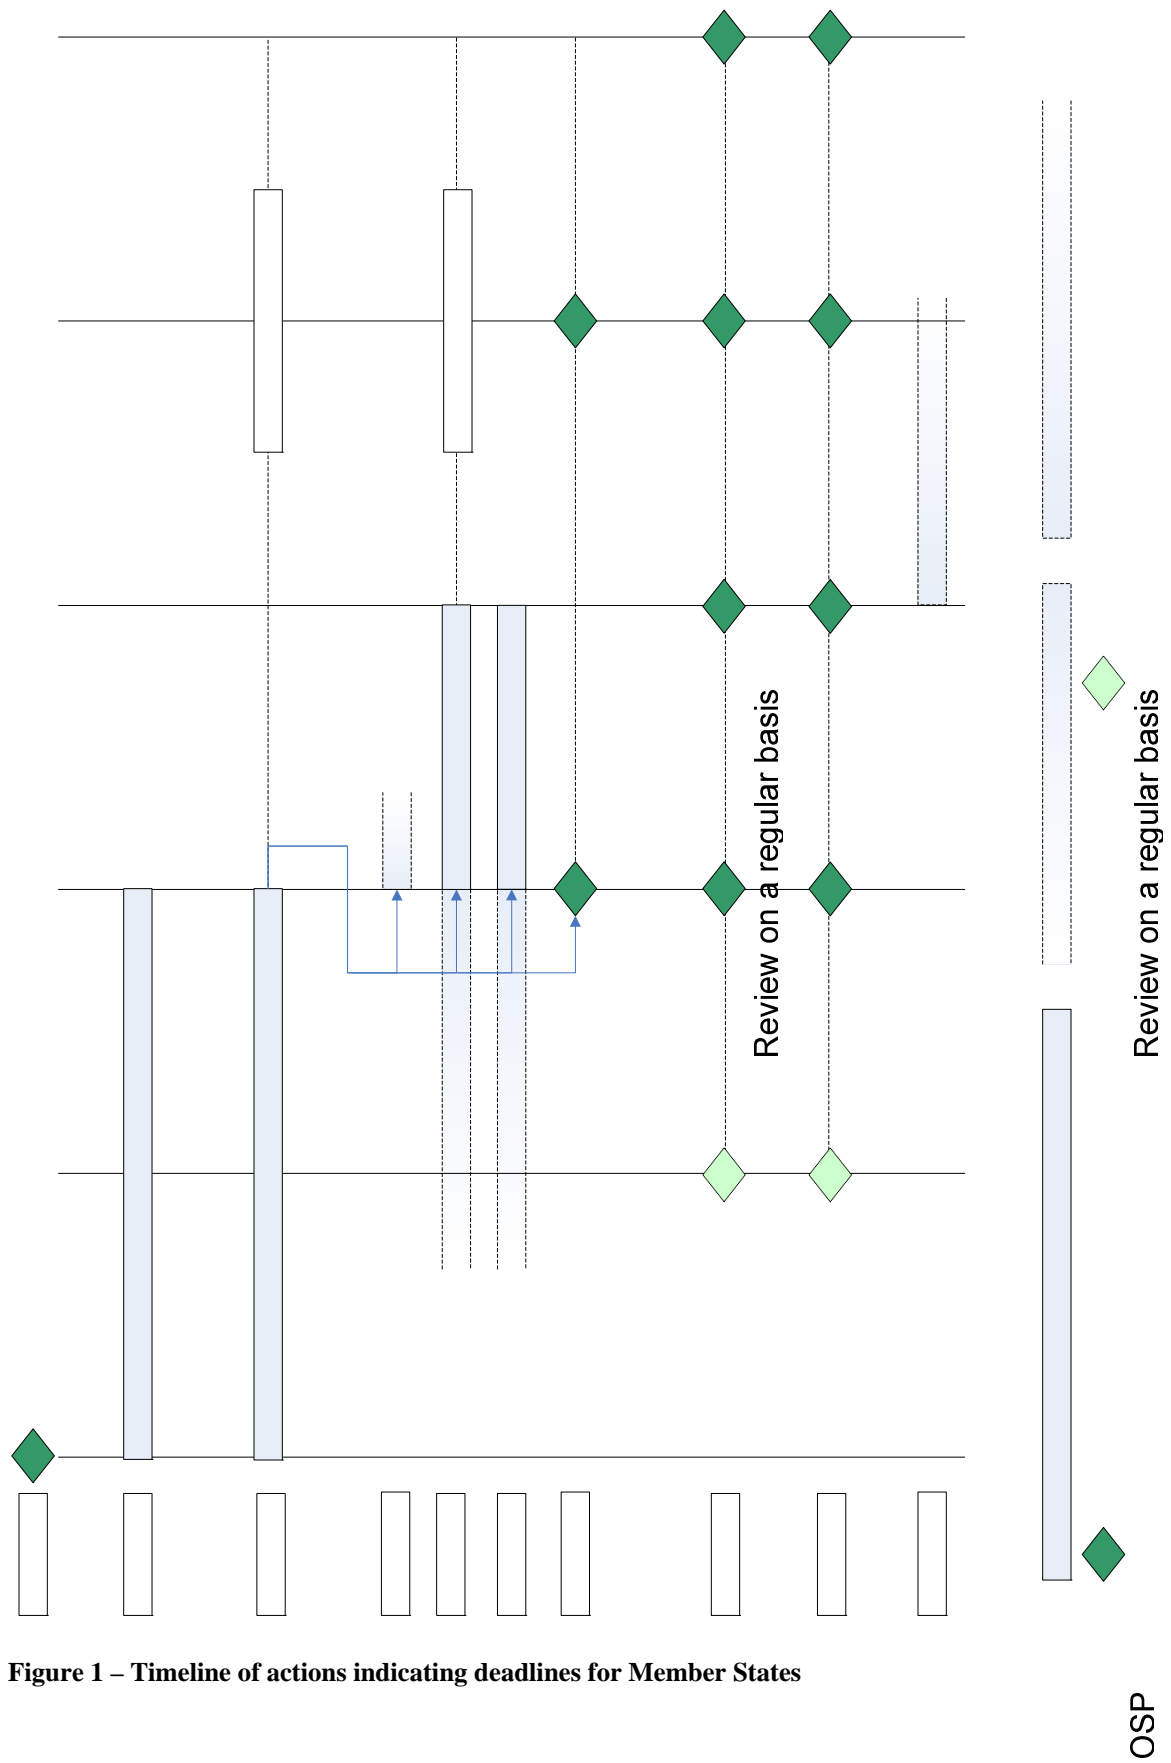 Review on a regular basis
Review on a regular basis
Figure 1 – Timeline of actions indicating deadlines for Member States
OSP